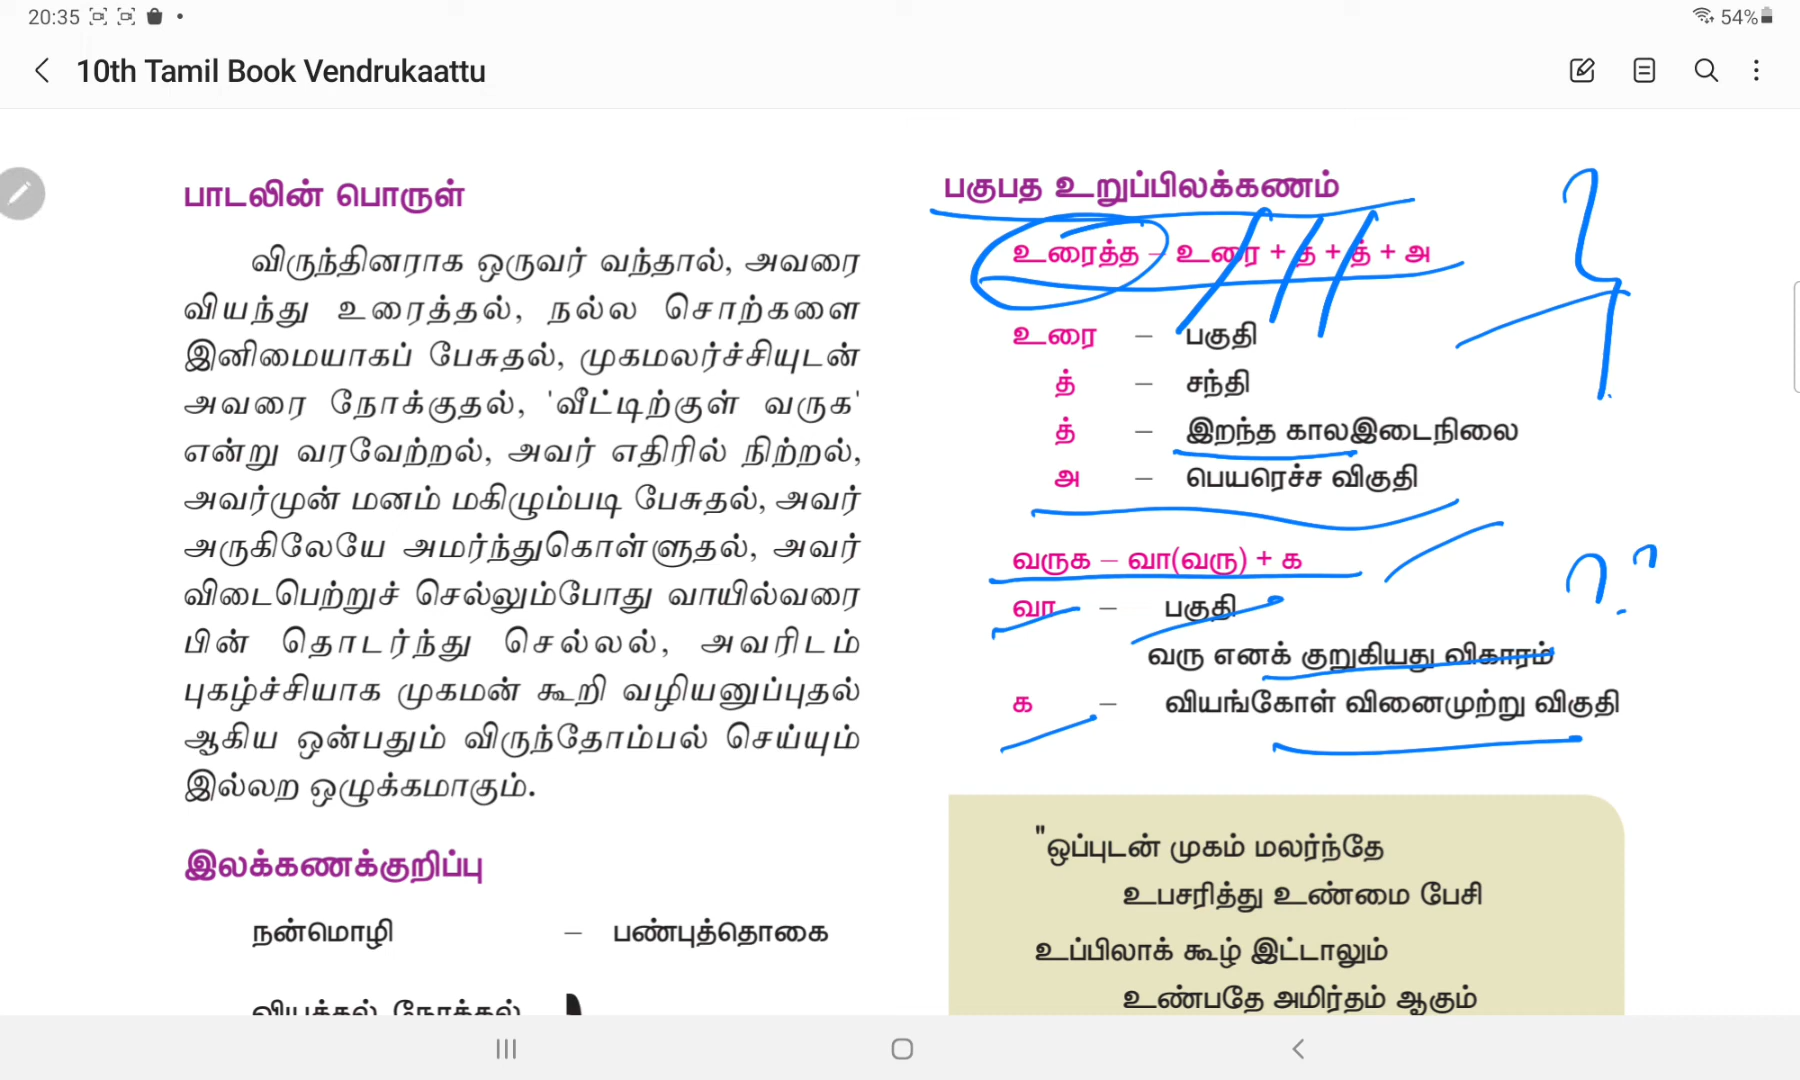 20:35
54%
10th Tamil Book Vendrukaattu
பாடலின் பொருள்
விருந்தினராக ஒருவர் வந்தால், அவரை
வியந்து உரைத்தல், நல்ல சொற்களை
இனிமையாகப் பேசுதல், முகமலர்ச்சியுடன்
அவரை நோக்குதல், 'வீட்டிற்குள் வருக'
என்று வரவேற்றல், அவர் எதிரில் நிற்றல்,
அவர்முன் மனம் மகிழும்படி பேசுதல், அவர்
அருகிலேயே அமர்ந்துகொள்ளுதல், அவர்
விடைபெற்றுச் செல்லும்போது வாயில்வரை
பின் தொடர்ந்து செல்லல், அவரிடம்
புகழ்ச்சியாக முகமன் கூறி வழியனுப்புதல்
ஆகிய ஒன்பதும் விருந்தோம்பல் செய்யும்
இல்லற ஒழுக்கமாகும்.
இலக்கணக்குறிப்பு
நன்மொழி – பண்புத்தொகை
வியத்தல் நோக்கல்
பகுபத உறுப்பிலக்கணம்
உரைத்த – உரை + த் + த் + அ
உரை – பகுதி
த் – சந்தி
த் – இறந்த காலஇடைநிலை
அ – பெயரெச்ச விகுதி
வருக – வா(வரு) + க
வா – பகுதி
வரு எனக் குறுகியது விகாரம்
க – வியங்கோள் வினைமுற்று விகுதி
"ஒப்புடன் முகம் மலர்ந்தே
உபசரித்து உண்மை பேசி
உப்பிலாக் கூழ் இட்டாலும்
உண்பதே அமிர்தம் ஆகும்